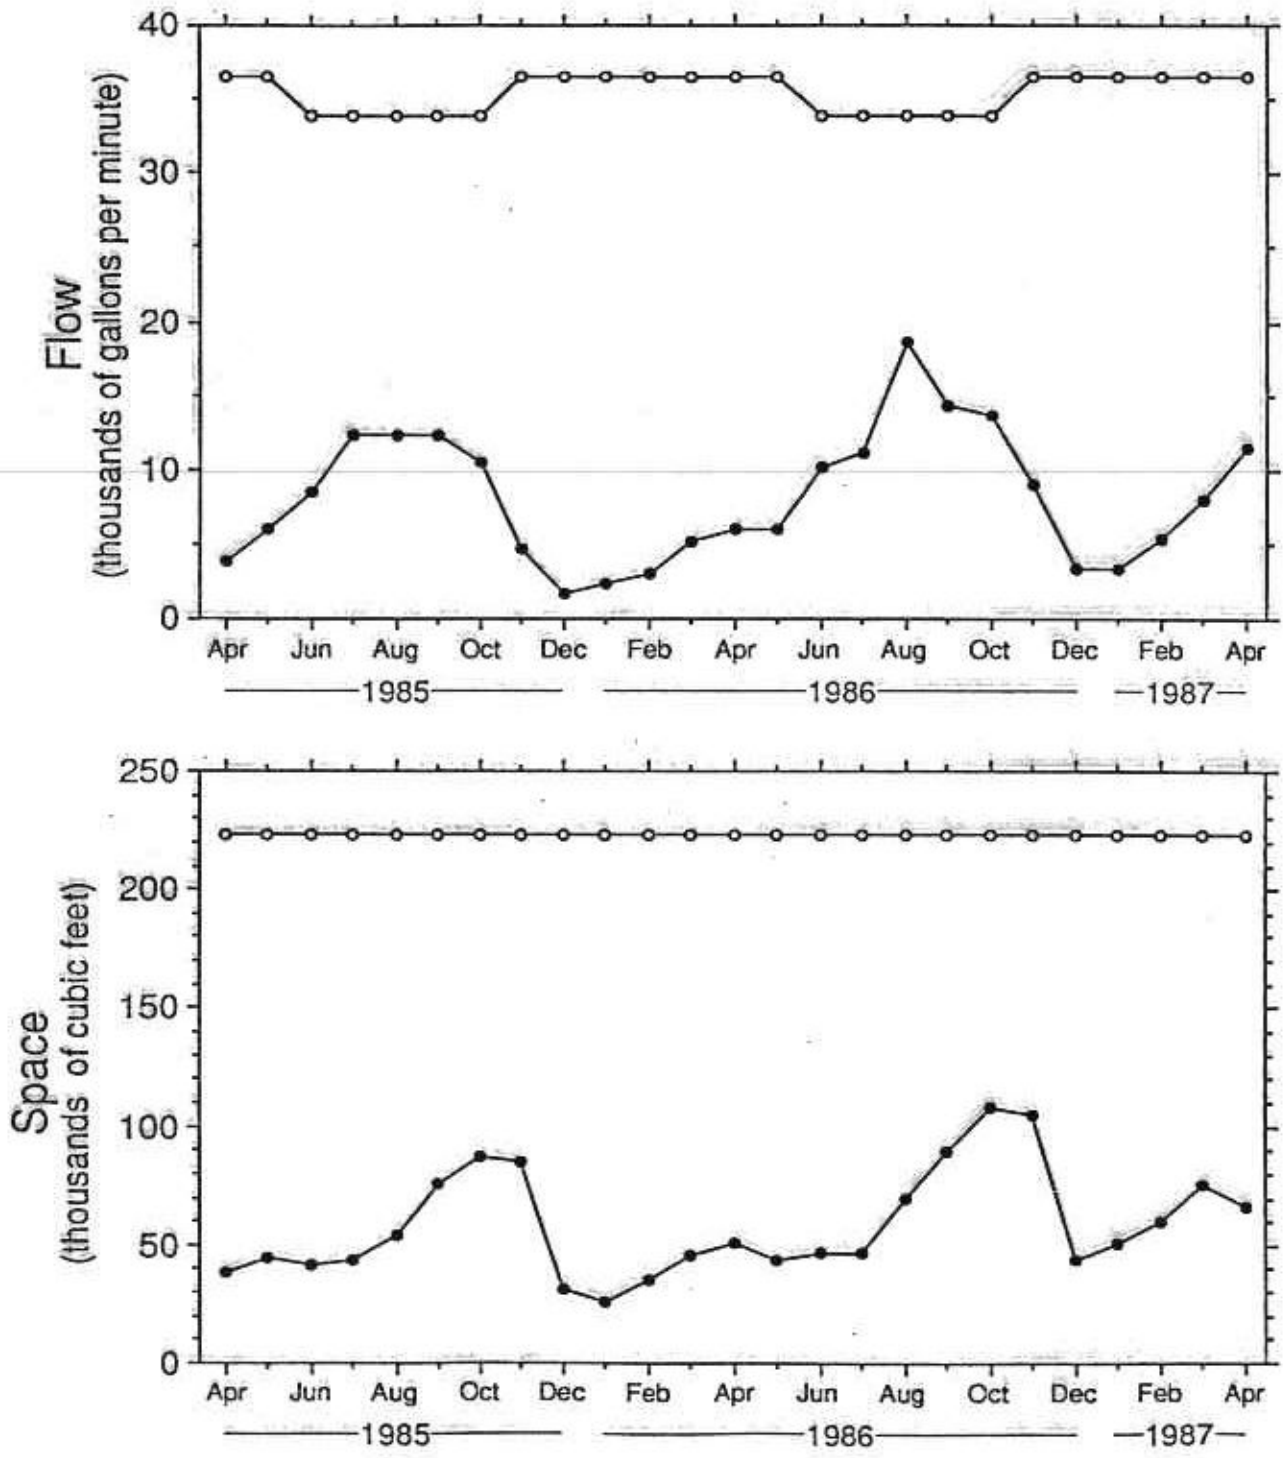 40
30
20
10
0
Flow
(thousands of gallons per minute)
Apr Jun Aug Oct Dec Feb Apr Jun Aug Oct Dec Feb Apr
1985 1986 1987
250
200
150
100
50
0
Space
(thousands of cubic feet)
Apr Jun Aug Oct Dec Feb Apr Jun Aug Oct Dec Feb Apr
1985 1986 1987